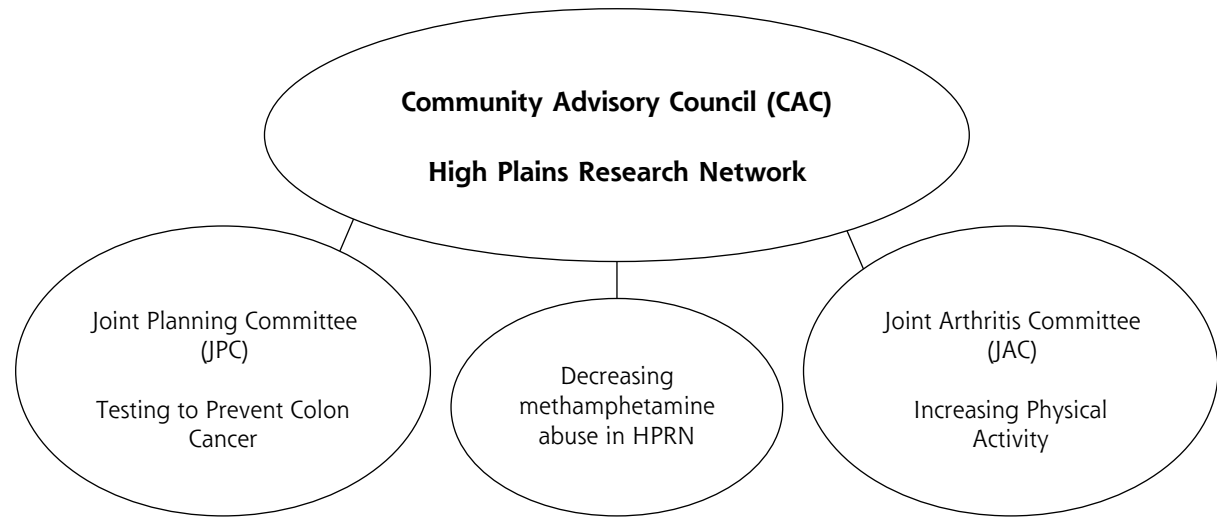 Community Advisory Council (CAC)
High Plains Research Network
Joint Planning Committee
(JPC)
Testing to Prevent Colon
Cancer
Decreasing
methamphetamine
abuse in HPRN
Joint Arthritis Committee
(JAC)
Increasing Physical
Activity